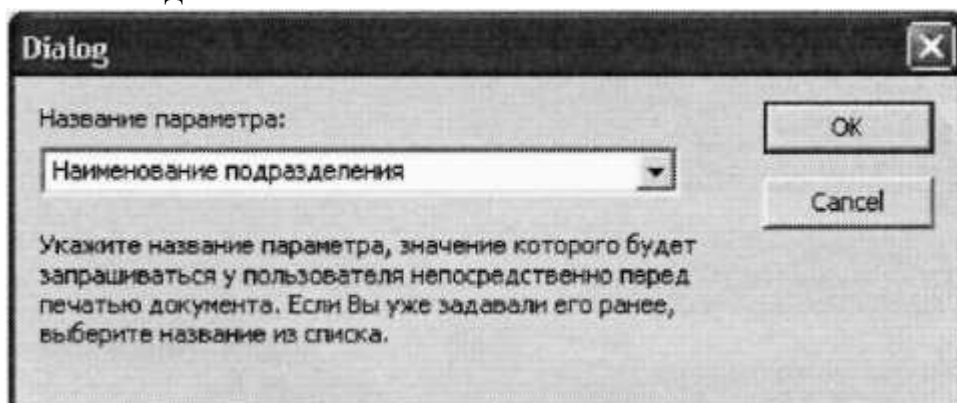 Dialog
Название параметра:
OK
Наименование подразделения
Cancel
Укажите название параметра, значение которого будет
запрашиваться у пользователя непосредственно перед
печатью документа. Если Вы уже задавали его ранее,
выберите название из списка.